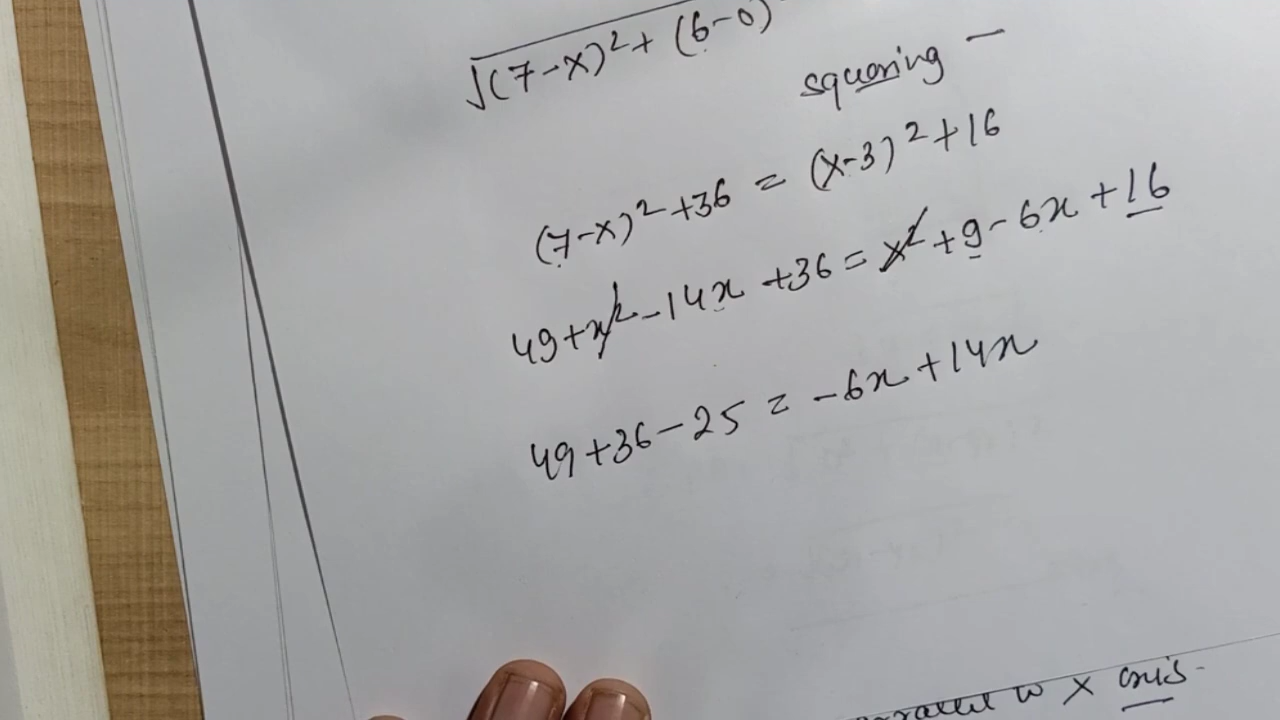 √(7-x)² + (6-0)
squaring -
(7-x)² +36 = (x-3)² +16
49+x² -14x +36 = x² +9 - 6x +16
49+36-25 = -6x +14x
to x axis.